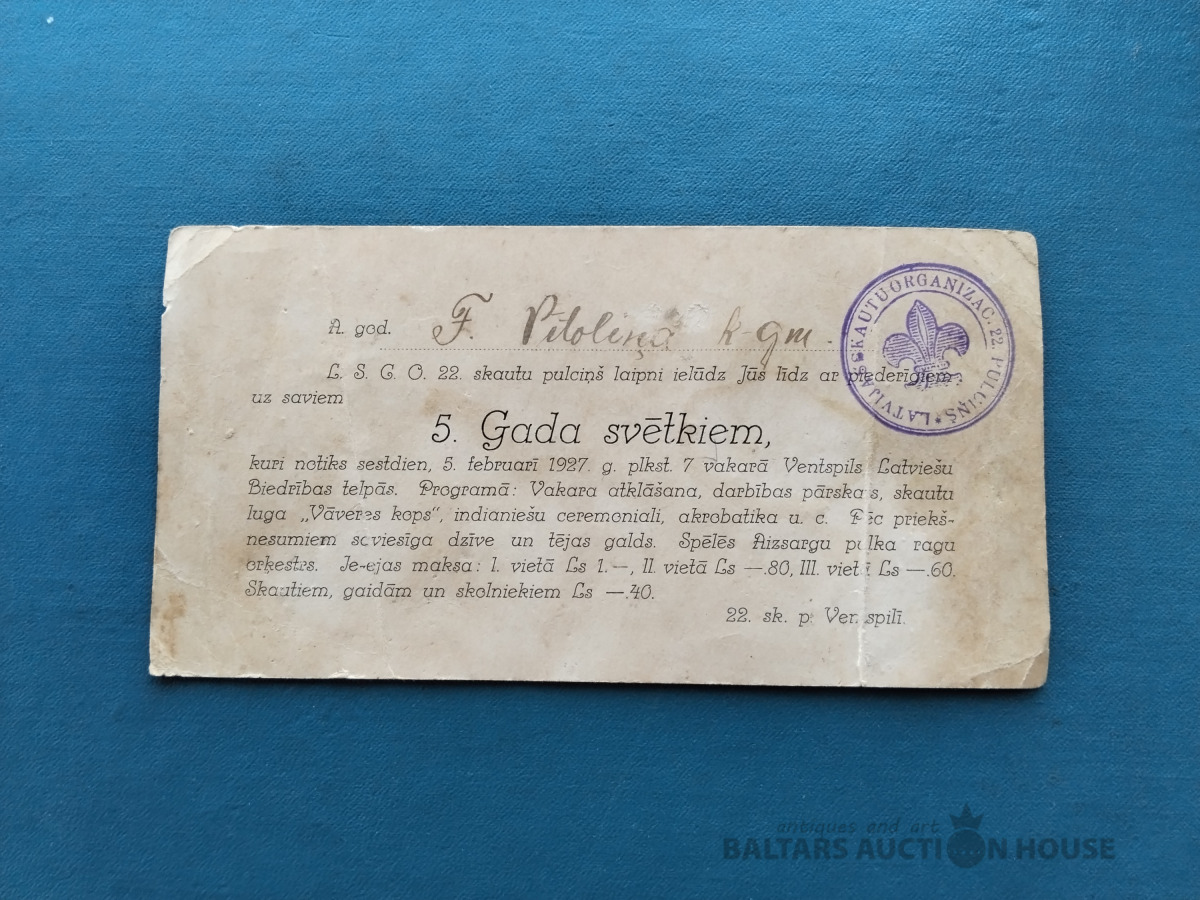 A. god. F. Vītoliņa k-gm.
L. S. C. O. 22. skautu pulciņš laipni ielūdz Jūs līdz ar piederīgiem
uz saviem
5. Gada svētkiem,
kuri notiks sestdien, 5. februarī 1927. g. plkst. 7 vakarā Ventspils Latviešu
Biedrības telpās. Programā: Vakara atklāšana, darbības pārskats, skautu
luga „Vāveres kops“, indianiešu ceremoniali, akrobatika u. c. Pēc priekš-
nesumiem saviesīga dzīve un tējas galds. Spēlēs Aizsargu pulka ragu
orķestrs. Je-ejas maksa: I. vietā Ls 1.—, II. vietā Ls —.80, III. vietā Ls —.60.
Skautiem, gaidām un skolniekiem Ls —.40.
22. sk. p. Ventspilī.
LATVIJAS SKAUTU ORGANIZAC. 22. PULCIŅŠ *
antiques and art
BALTARS AUCTION HOUSE